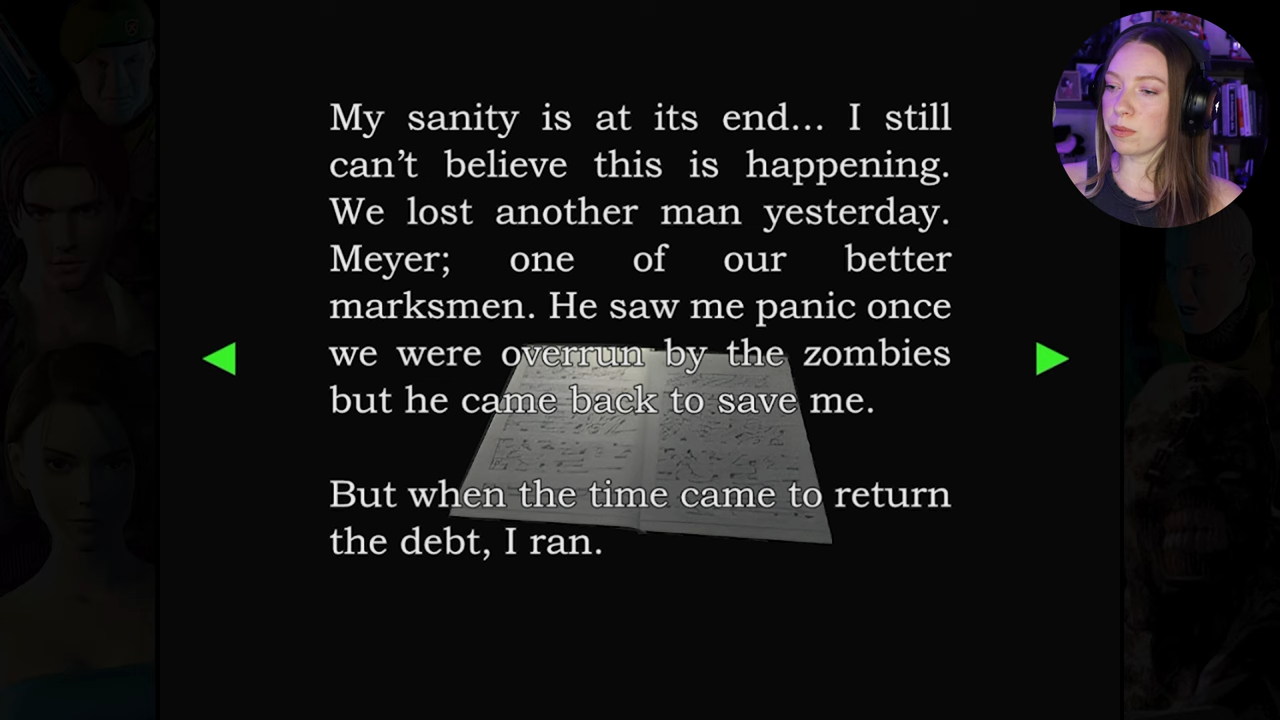 My sanity is at its end... I still
can't believe this is happening.
We lost another man yesterday.
Meyer; one of our better
marksmen. He saw me panic once
we were overrun by the zombies
but he came back to save me.
But when the time came to return
the debt, I ran.